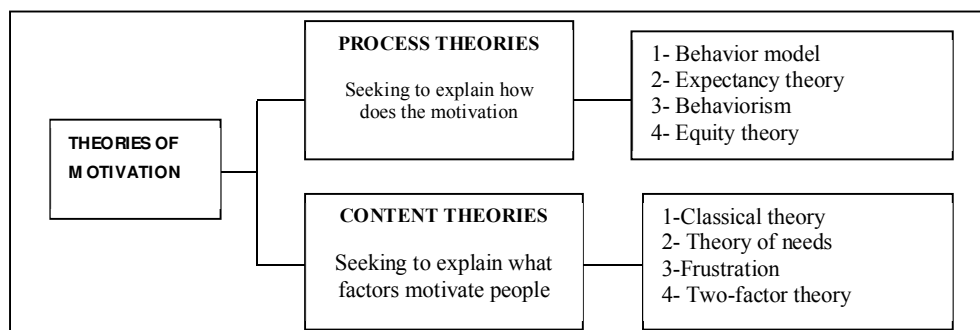 THEORIES OF
MOTIVATION
PROCESS THEORIES
Seeking to explain how
does the motivation
1- Behavior model
2- Expectancy theory
3- Behaviorism
4- Equity theory
CONTENT THEORIES
Seeking to explain what
factors motivate people
1-Classical theory
2- Theory of needs
3-Frustration
4- Two-factor theory